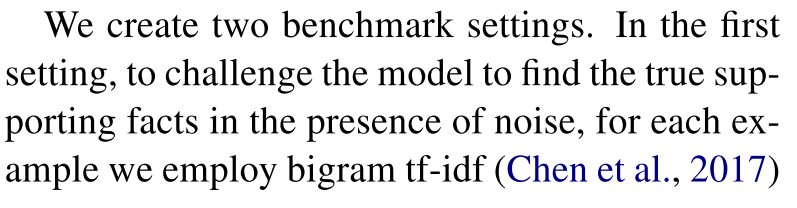 We create two benchmark settings. In the first
setting, to challenge the model to find the true sup-
porting facts in the presence of noise, for each ex-
ample we employ bigram tf-idf (Chen et al., 2017)